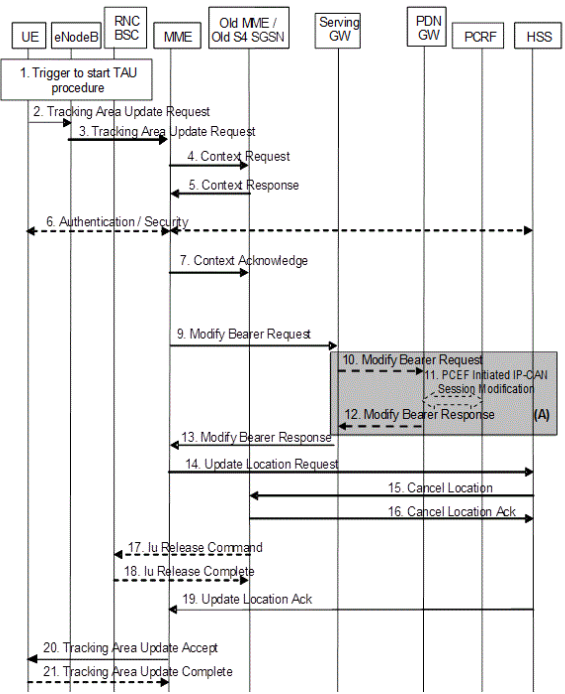 UE
eNodeB
RNC
BSC
MME
Old MME /
Old S4 SGSN
Serving
GW
PDN
GW
PCRF
HSS
1. Trigger to start TAU
procedure
2. Tracking Area Update Request
3. Tracking Area Update Request
4. Context Request
5. Context Response
6. Authentication / Security
7. Context Acknowledge
9. Modify Bearer Request
10. Modify Bearer Request
11. PCEF Initiated IP-CAN
Session Modification
12. Modify Bearer Response
(A)
13. Modify Bearer Response
14. Update Location Request
15. Cancel Location
16. Cancel Location Ack
17. Iu Release Command
18. Iu Release Complete
19. Update Location Ack
20. Tracking Area Update Accept
21. Tracking Area Update Complete